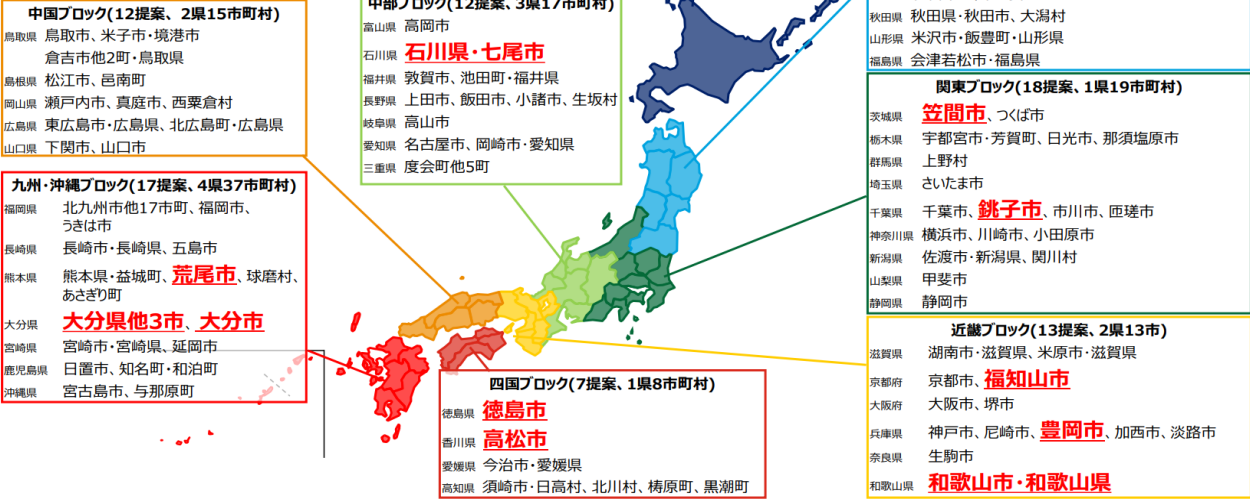 中国ブロック(12提案、2県15市町村)
鳥取県 鳥取市、米子市・境港市
倉吉市他2町・鳥取県
島根県 松江市、邑南町
岡山県 瀬戸内市、真庭市、西粟倉村
広島県 東広島市・広島県、北広島町・広島県
山口県 下関市、山口市
九州・沖縄ブロック(17提案、4県37市町村)
福岡県 北九州市他17市町、福岡市、
うきは市
長崎県 長崎市・長崎県、五島市
熊本県 熊本県・益城町、荒尾市、球磨村、
あさぎり町
大分県 大分県他3市、大分市
宮崎県 宮崎市・宮崎県、延岡市
鹿児島県 日置市、知名町・和泊町
沖縄県 宮古島市、与那原町
中部ブロック(12提案、3県17市町村)
富山県 高岡市
石川県 石川県・七尾市
福井県 敦賀市、池田町・福井県
長野県 上田市、飯田市、小諸市、生坂村
岐阜県 高山市
愛知県 名古屋市、岡崎市・愛知県
三重県 度会町他5町
四国ブロック(7提案、1県8市町村)
徳島県 徳島市
香川県 高松市
愛媛県 今治市・愛媛県
高知県 須崎市・日高村、北川村、梼原町、黒潮町
秋田県 秋田県・秋田市、大潟村
山形県 米沢市・飯豊町・山形県
福島県 会津若松市・福島県
関東ブロック(18提案、1県19市町村)
茨城県 笠間市、つくば市
栃木県 宇都宮市・芳賀町、日光市、那須塩原市
群馬県 上野村
埼玉県 さいたま市
千葉県 千葉市、銚子市、市川市、匝瑳市
神奈川県 横浜市、川崎市、小田原市
新潟県 佐渡市・新潟県、関川村
山梨県 甲斐市
静岡県 静岡市
近畿ブロック(13提案、2県13市)
滋賀県 湖南市・滋賀県、米原市・滋賀県
京都府 京都市、福知山市
大阪府 大阪市、堺市
兵庫県 神戸市、尼崎市、豊岡市、加西市、淡路市
奈良県 生駒市
和歌山県 和歌山市・和歌山県